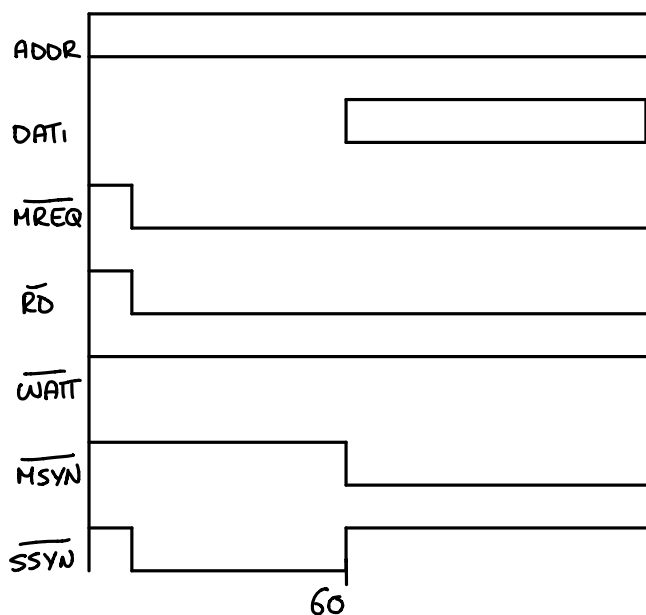 ADDR
DATI
MREQ
RD
WAIT
MSYN
SSYN
60